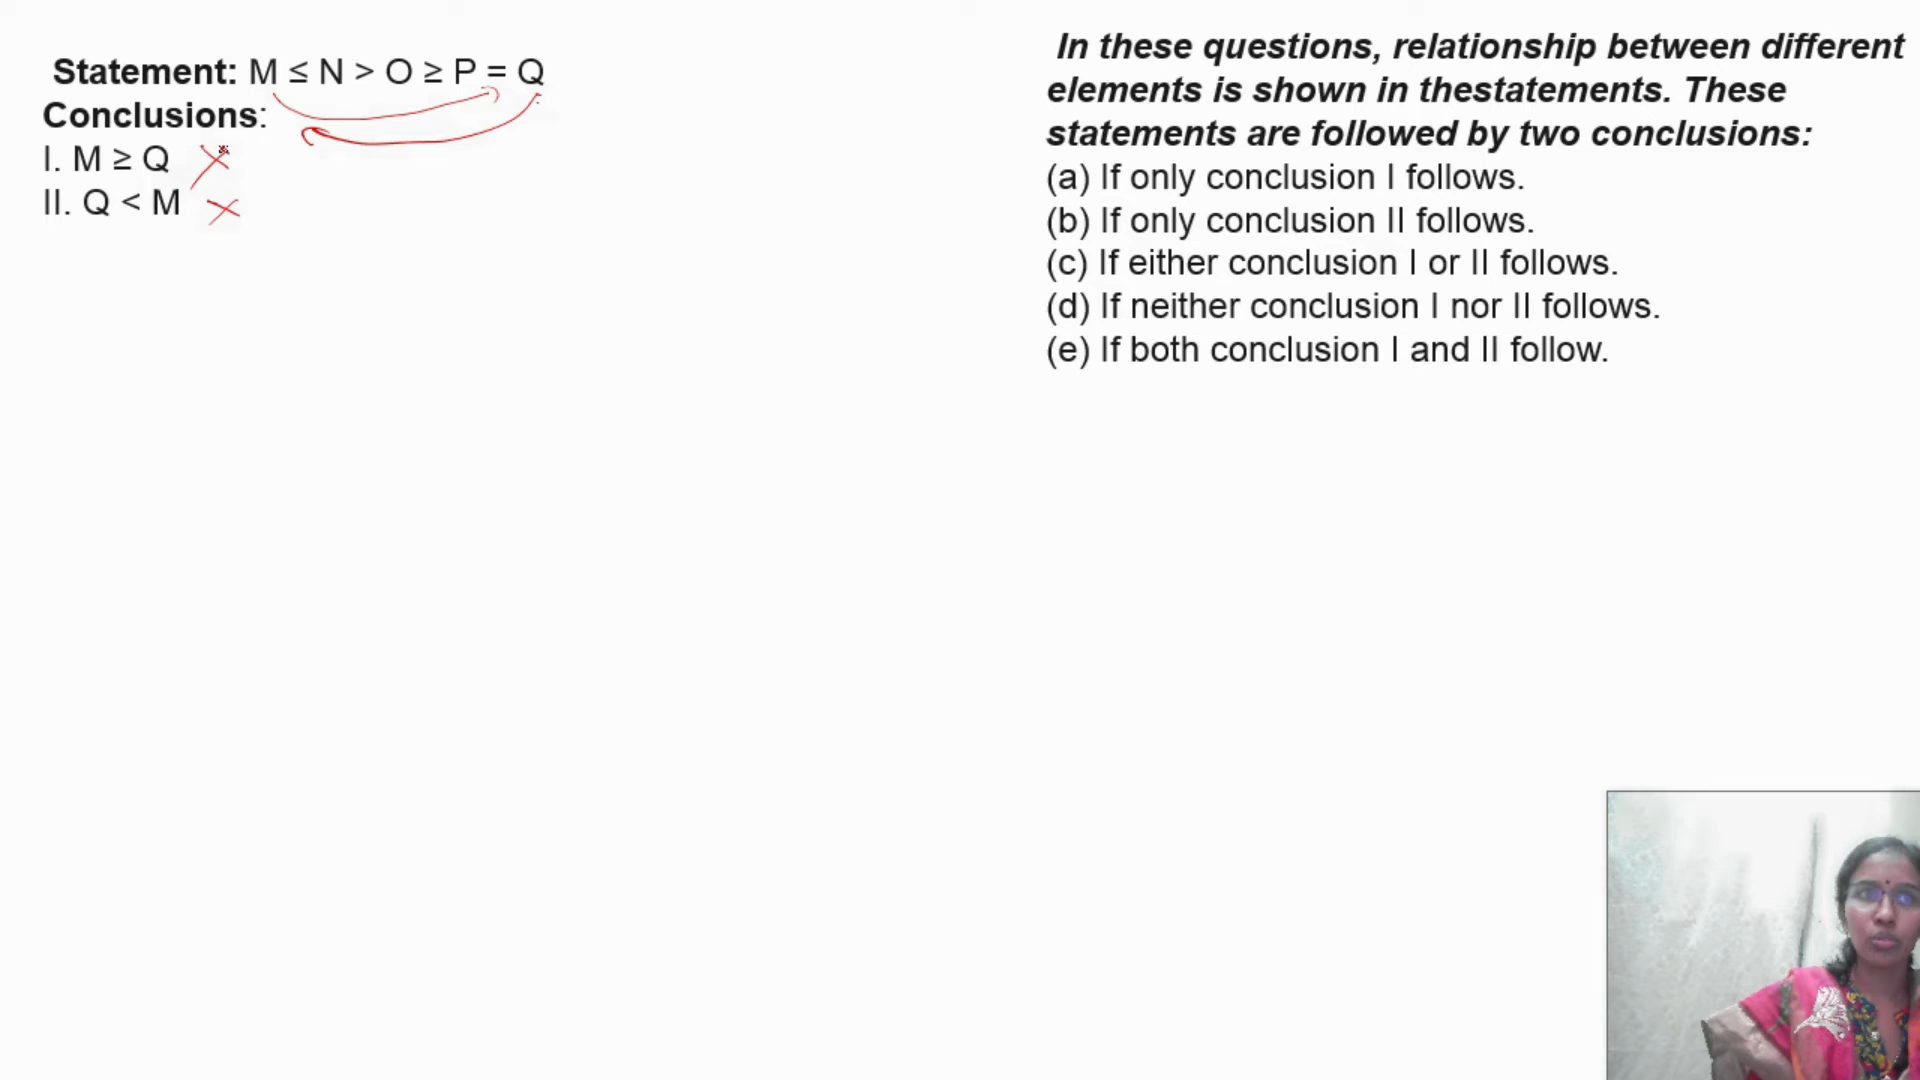 Statement: M ≤ N > O ≥ P = Q
Conclusions:
I. M ≥ Q
II. Q < M
In these questions, relationship between different
elements is shown in thestatements. These
statements are followed by two conclusions:
(a) If only conclusion I follows.
(b) If only conclusion II follows.
(c) If either conclusion I or II follows.
(d) If neither conclusion I nor II follows.
(e) If both conclusion I and II follow.